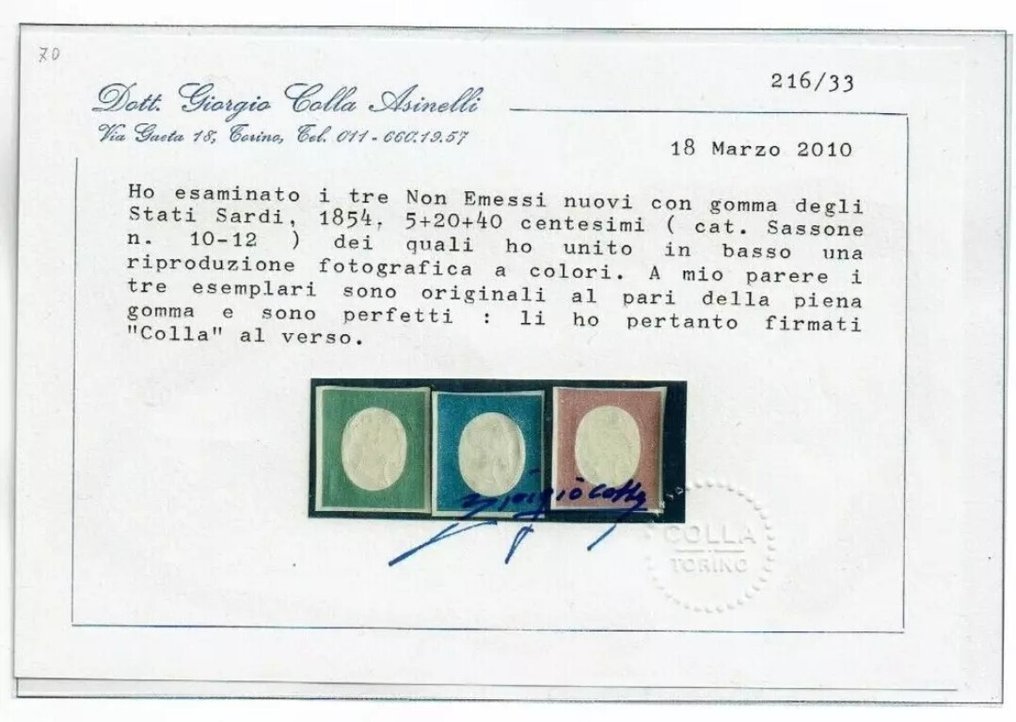 70
216/33
Dott. Giorgio Colla Asinelli
Via Gaeta 18, Torino, Tel. 011-660.19.57
18 Marzo 2010
Ho esaminato i tre Non Emessi nuovi con gomma degli
Stati Sardi, 1854, 5+20+40 centesimi ( cat. Sassone
n. 10-12 ) dei quali ho unito in basso una
riproduzione fotografica a colori. A mio parere i
tre esemplari sono originali al pari della piena
gomma e sono perfetti : li ho pertanto firmati
"Colla" al verso.
Giorgio Colla
COLLA
TORINO